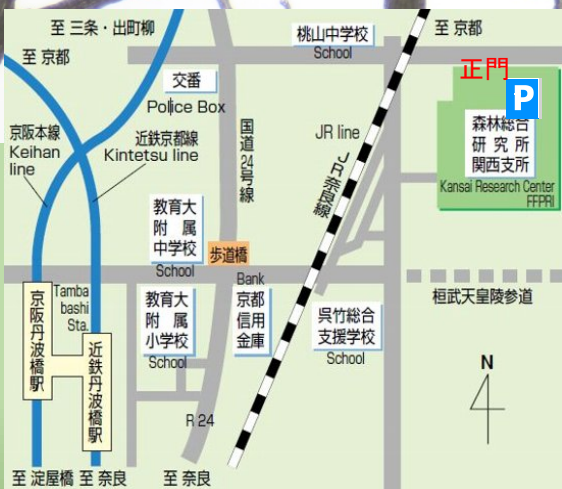 至 三条・出町柳
至 京都
桃山中学校
School
至 京都
正門
P
交番
Police Box
森林総合
研究所
関西支所
Kansai Research Center
FFPRI
京阪本線
Keihan
line
近鉄京都線
Kintetsu line
国道24号線
JR line
JR奈良線
教育大
附属
中学校
School
歩道橋
Bank
京都
信用
金庫
Tamba
bashi
Sta.
京阪丹波橋駅
近鉄丹波橋駅
教育大
附属
小学校
School
呉竹総合
支援学校
School
桓武天皇陵参道
N
R 24
至 淀屋橋
至 奈良
至 奈良